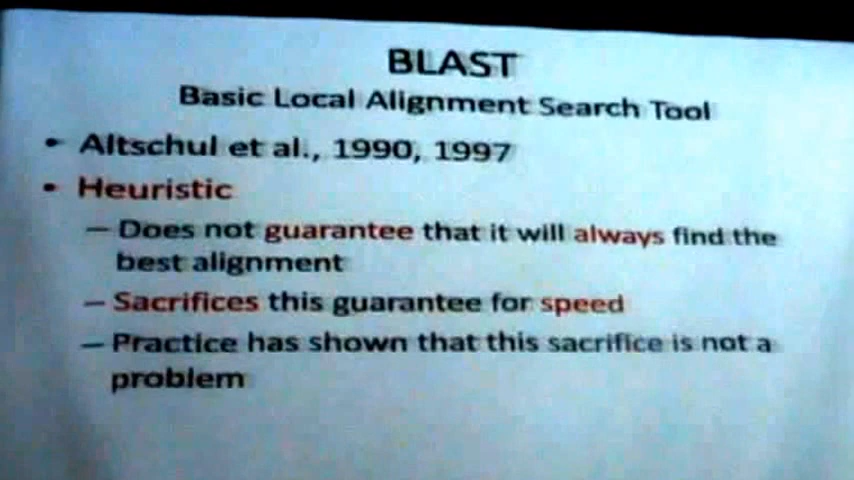 BLAST
Basic Local Alignment Search Tool
• Altschul et al., 1990, 1997
• Heuristic
– Does not guarantee that it will always find the
best alignment
– Sacrifices this guarantee for speed
– Practice has shown that this sacrifice is not a
problem